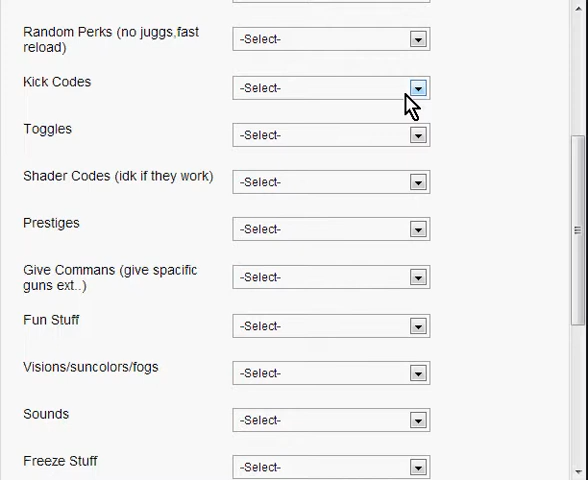 Random Perks (no juggs,fast
reload)
-Select-
Kick Codes
-Select-
Toggles
-Select-
Shader Codes (idk if they work)
-Select-
Prestiges
-Select-
Give Commans (give spacific
guns ext..)
-Select-
Fun Stuff
-Select-
Visions/suncolors/fogs
-Select-
Sounds
-Select-
Freeze Stuff
-Select-